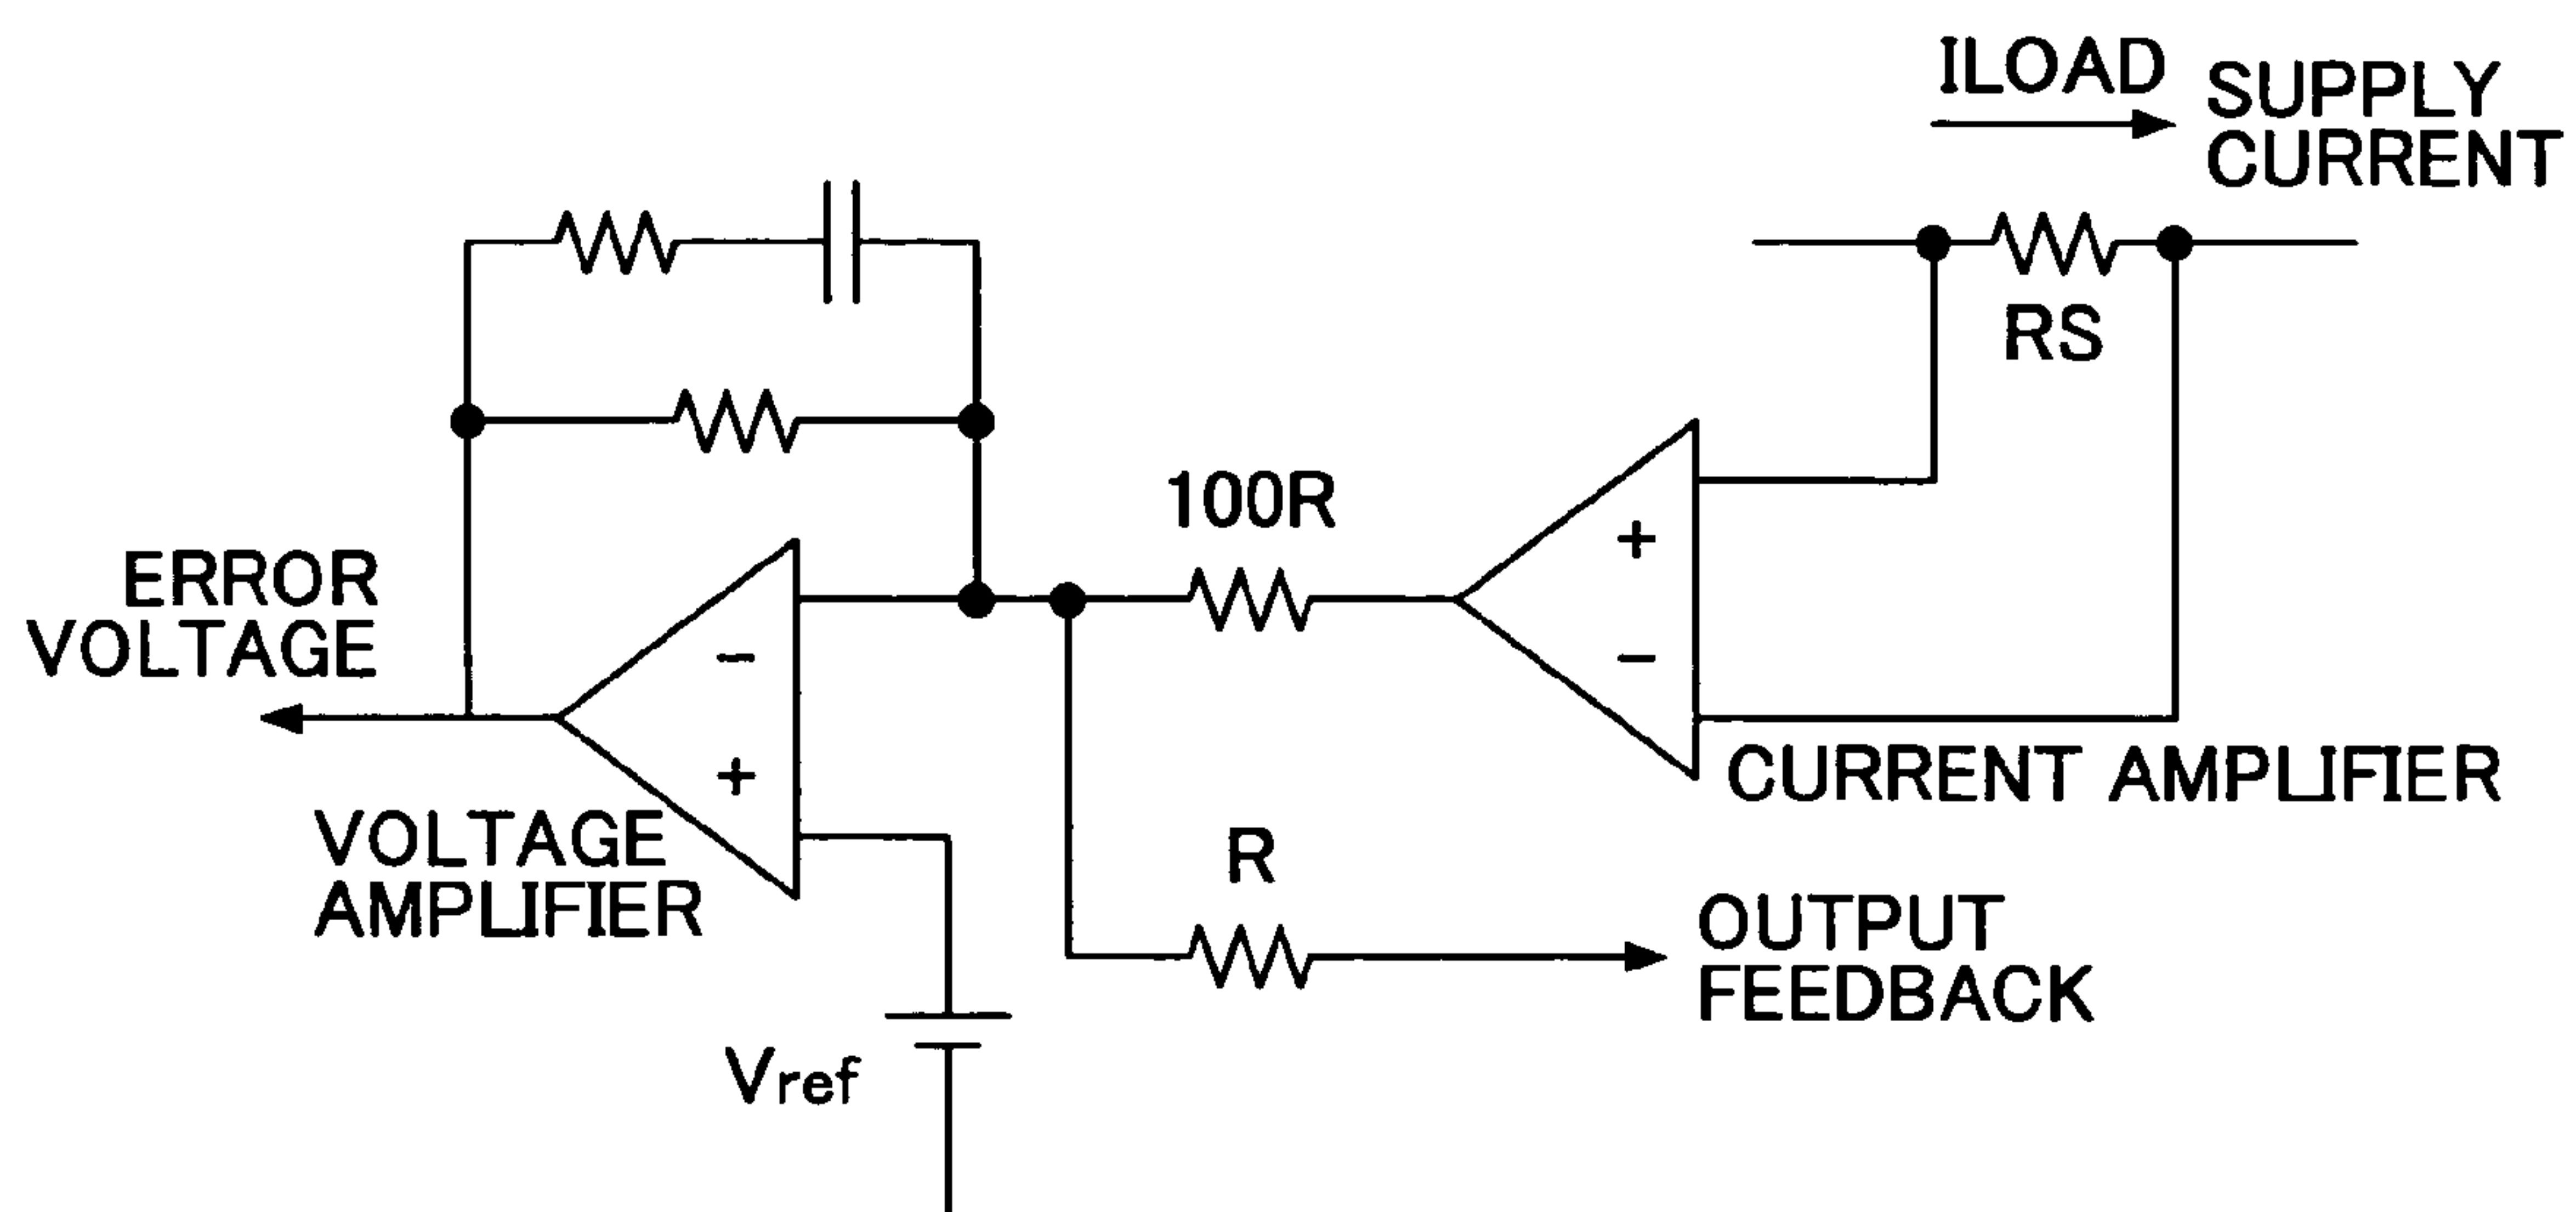 ILOAD
SUPPLY
CURRENT
RS
100R
+
−
ERROR
VOLTAGE
−
+
CURRENT AMPLIFIER
VOLTAGE
AMPLIFIER
R
OUTPUT
FEEDBACK
Vref